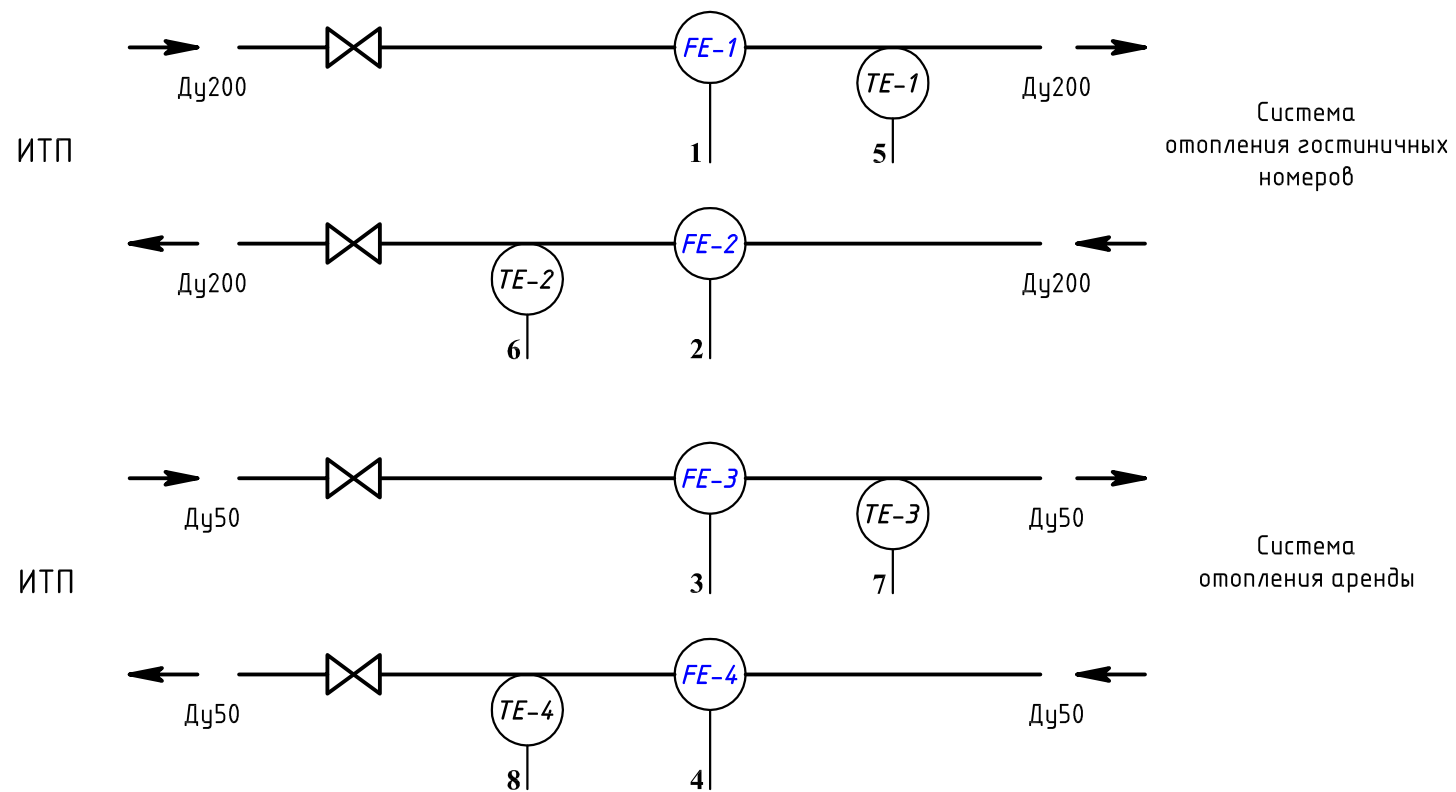 FE-1
TE-1
Ду200
Ду200
1
5
ИТП
Система
отопления гостиничных
номеров
FE-2
TE-2
Ду200
Ду200
6
2
FE-3
TE-3
Ду50
Ду50
3
7
ИТП
Система
отопления аренды
FE-4
TE-4
Ду50
Ду50
8
4